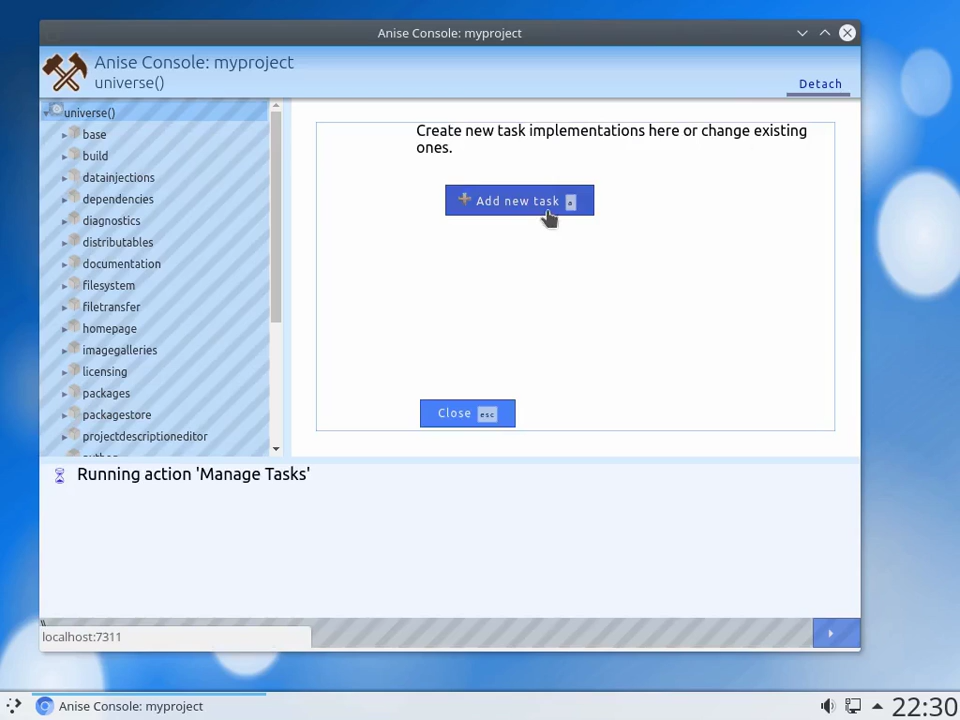 Anise Console: myproject
Anise Console: myproject
universe()
Detach
universe()
base
build
datainjections
dependencies
diagnostics
distributables
documentation
filesystem
filetransfer
homepage
imagegalleries
licensing
packages
packagestore
projectdescriptioneditor
Create new task implementations here or change existing
ones.
Add new task a
Close esc
Running action 'Manage Tasks'
localhost:7311
Anise Console: myproject
22:30